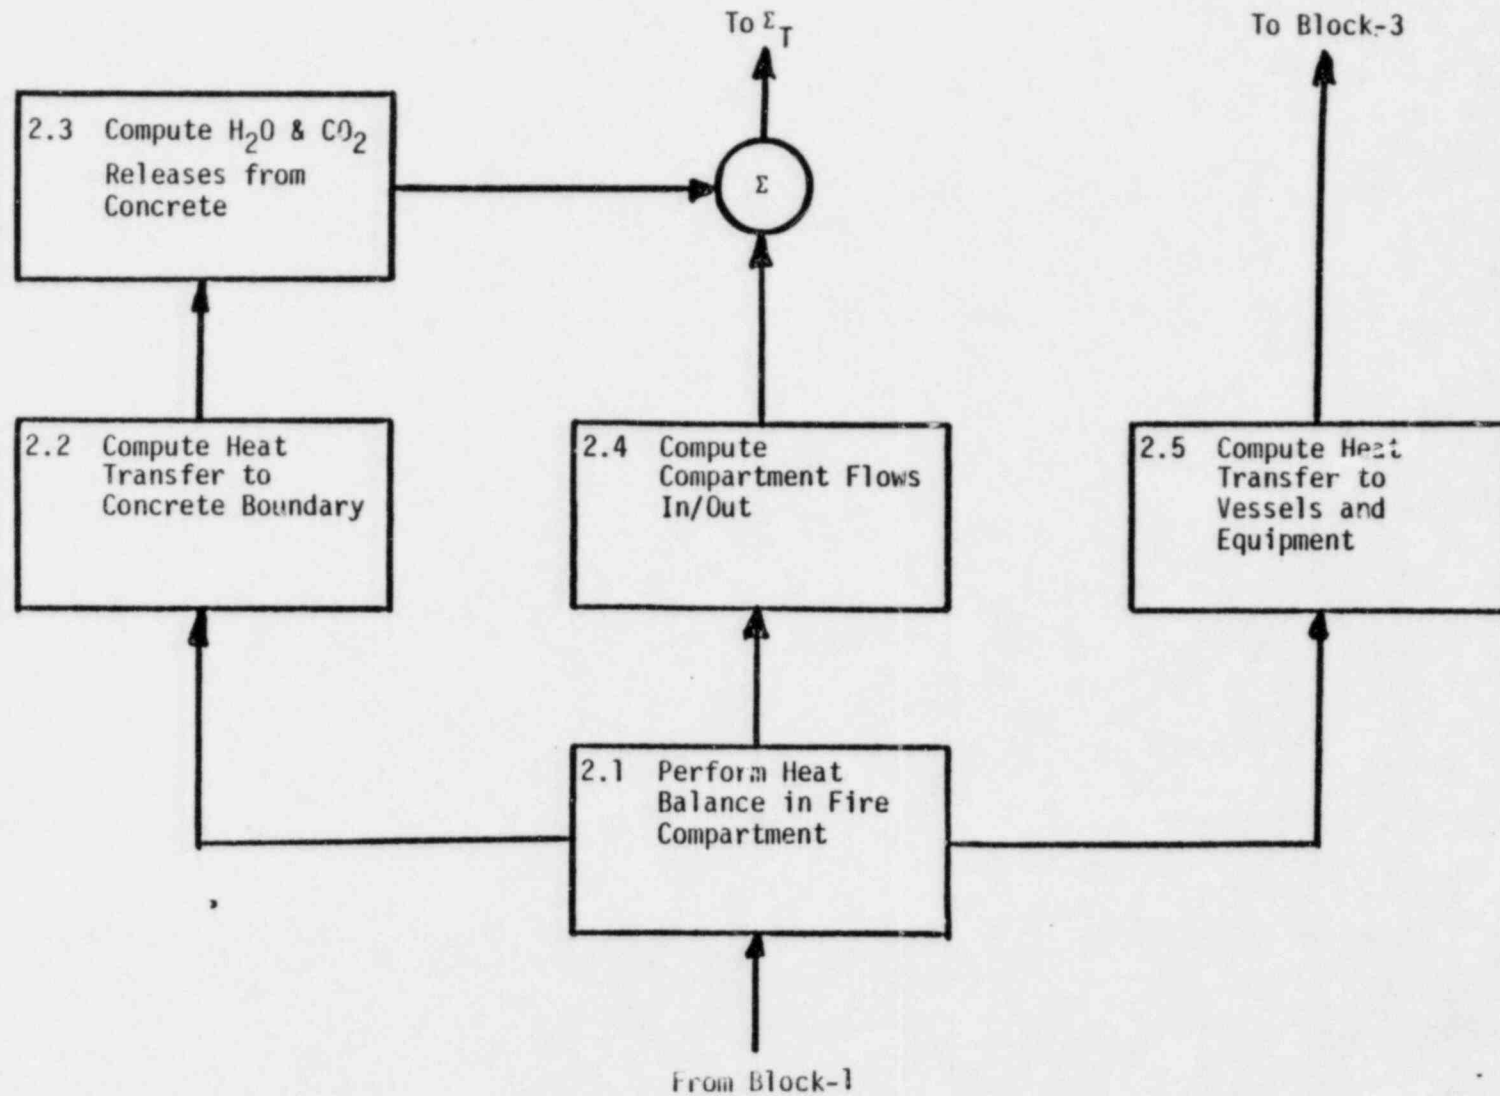 To Σ_T
To Block-3
2.3 Compute H₂O & CO₂
Releases from
Concrete
Σ
2.2 Compute Heat
Transfer to
Concrete Boundary
2.4 Compute
Compartment Flows
In/Out
2.5 Compute Heat
Transfer to
Vessels and
Equipment
2.1 Perform Heat
Balance in Fire
Compartment
From Block-1